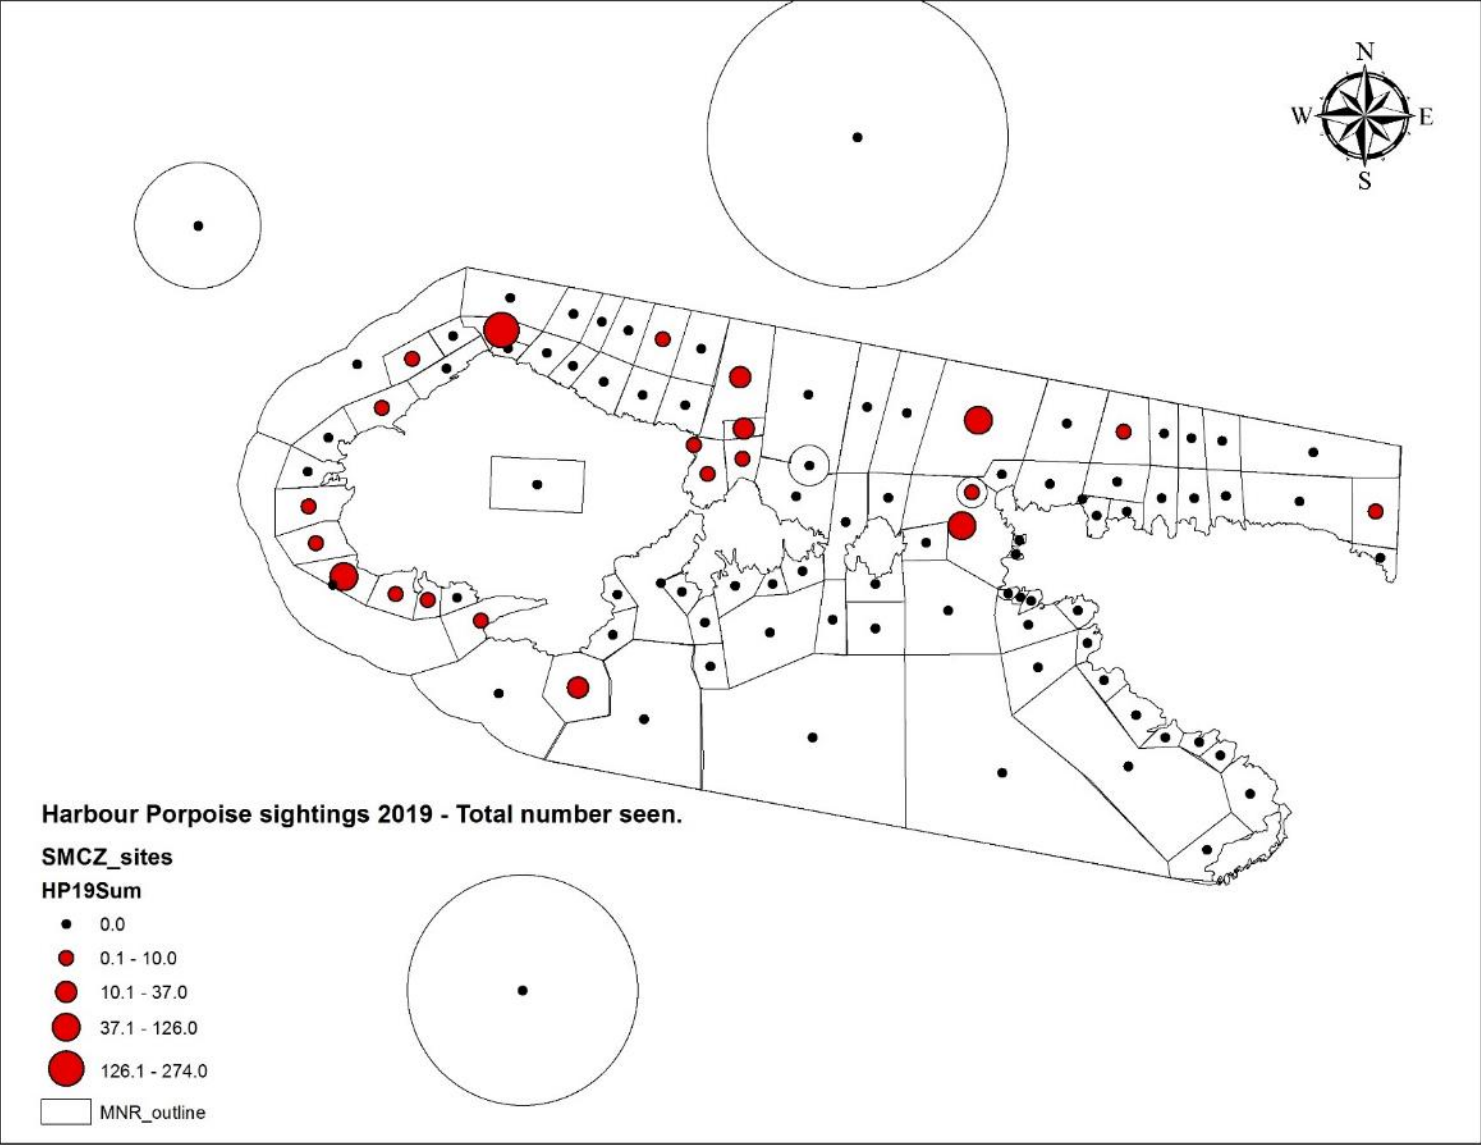 N
W E
S
Harbour Porpoise sightings 2019 - Total number seen.
SMCZ_sites
HP19Sum
0.0
0.1 - 10.0
10.1 - 37.0
37.1 - 126.0
126.1 - 274.0
MNR_outline